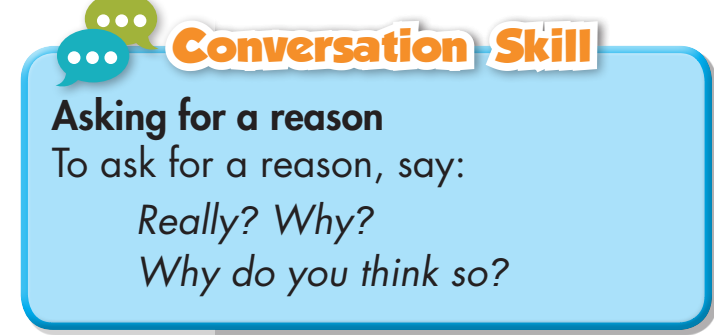 Conversation Skill
Asking for a reason
To ask for a reason, say:
Really? Why?
Why do you think so?